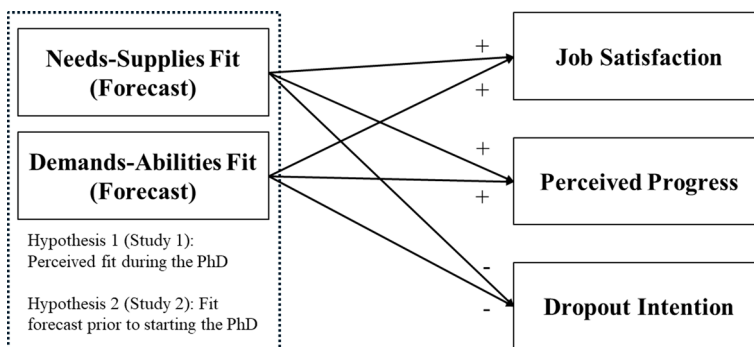 Needs-Supplies Fit
(Forecast)
Demands-Abilities Fit
(Forecast)
Hypothesis 1 (Study 1):
Perceived fit during the PhD
Hypothesis 2 (Study 2): Fit
forecast prior to starting the PhD
+
+
+
+
-
-
Job Satisfaction
Perceived Progress
Dropout Intention